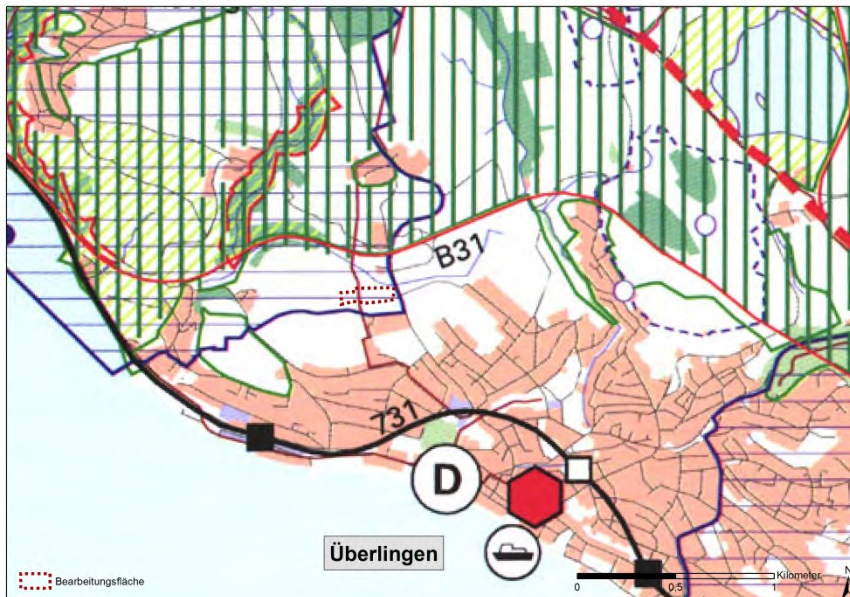 B31
731
D
Überlingen
Bearbeitungsfläche
Kilometer
0 0,5 1
N